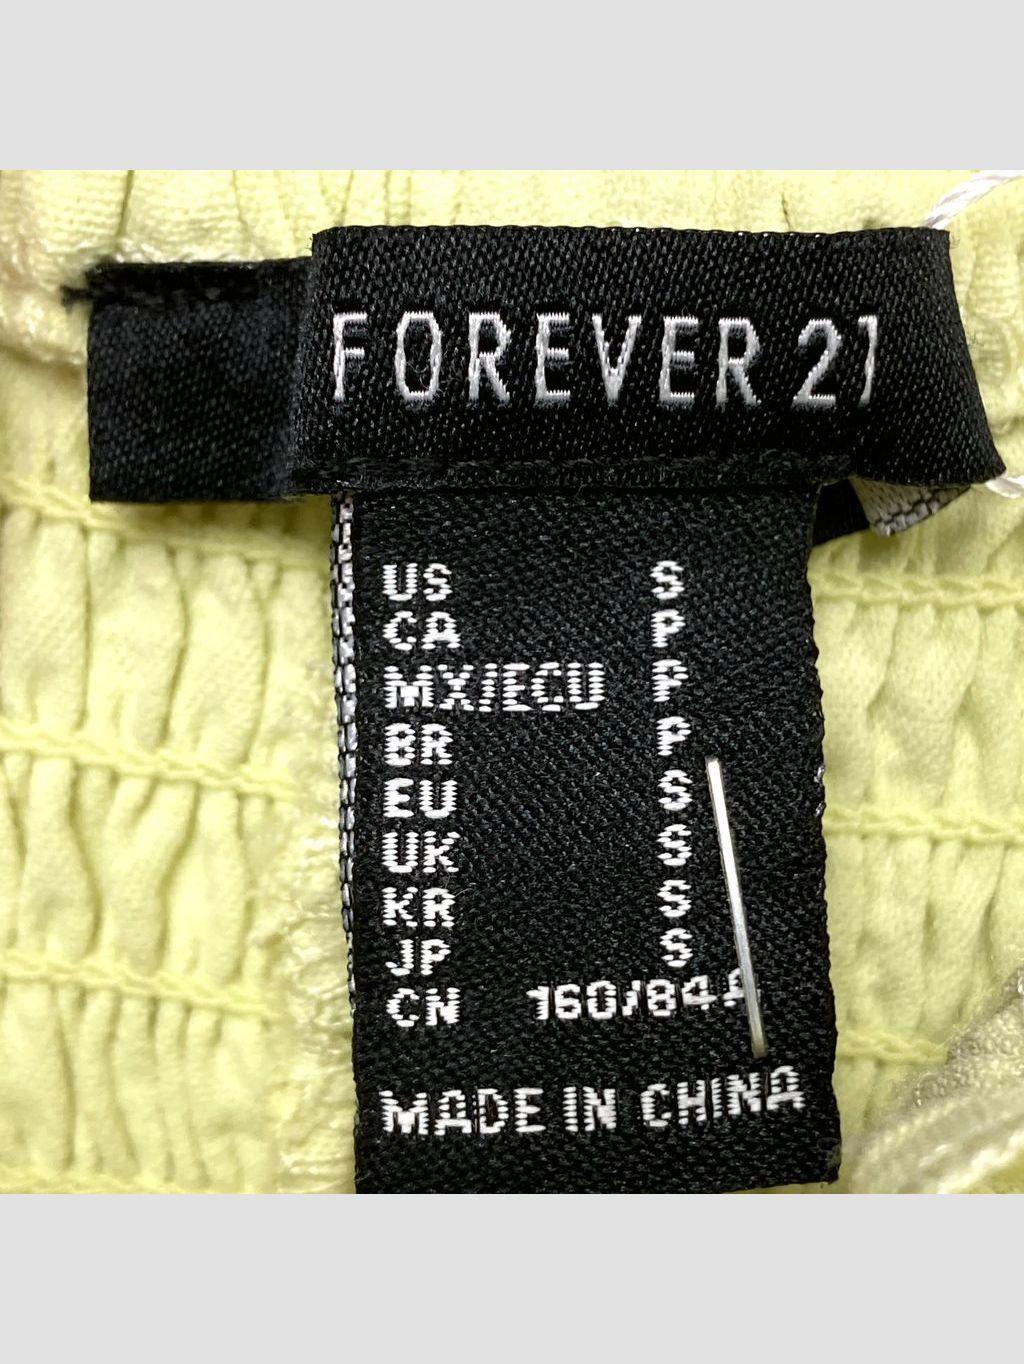 FOREVER 21
US S
CA P
MX/ECU P
BR P
EU S
UK S
KR S
JP S
CN 160/84A
MADE IN CHINA